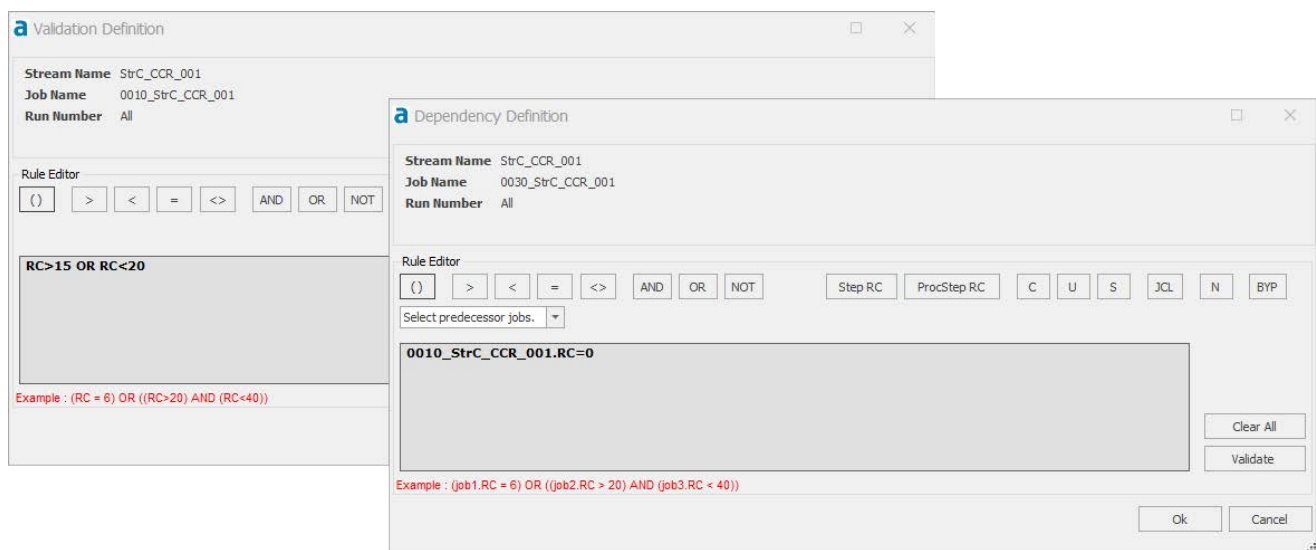 a Validation Definition
Stream Name StrC_CCR_001
Job Name 0010_StrC_CCR_001
Run Number All
Rule Editor
() > < = <> AND OR NOT
RC>15 OR RC<20
Example : (RC = 6) OR ((RC>20) AND (RC<40))
a Dependency Definition
Stream Name StrC_CCR_001
Job Name 0030_StrC_CCR_001
Run Number All
Rule Editor
() > < = <> AND OR NOT Step RC ProcStep RC C U S JCL N BYP
Select predecessor jobs.
0010_StrC_CCR_001.RC=0
Clear All
Validate
Example : (job1.RC = 6) OR ((job2.RC > 20) AND (job3.RC < 40))
Ok Cancel